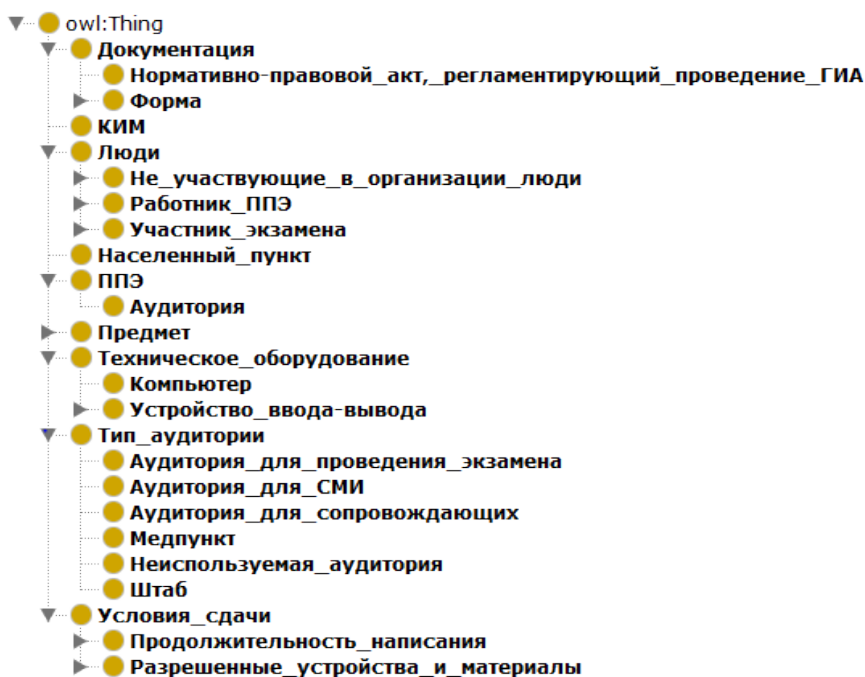 owl:Thing
Документация
Нормативно-правовой_акт,_регламентирующий_проведение_ГИА
Форма
КИМ
Люди
Не_участвующие_в_организации_люди
Работник_ППЭ
Участник_экзамена
Населенный_пункт
ППЭ
Аудитория
Предмет
Техническое_оборудование
Компьютер
Устройство_ввода-вывода
Тип_аудитории
Аудитория_для_проведения_экзамена
Аудитория_для_СМИ
Аудитория_для_сопровождающих
Медпункт
Неиспользуемая_аудитория
Штаб
Условия_сдачи
Продолжительность_написания
Разрешенные_устройства_и_материалы